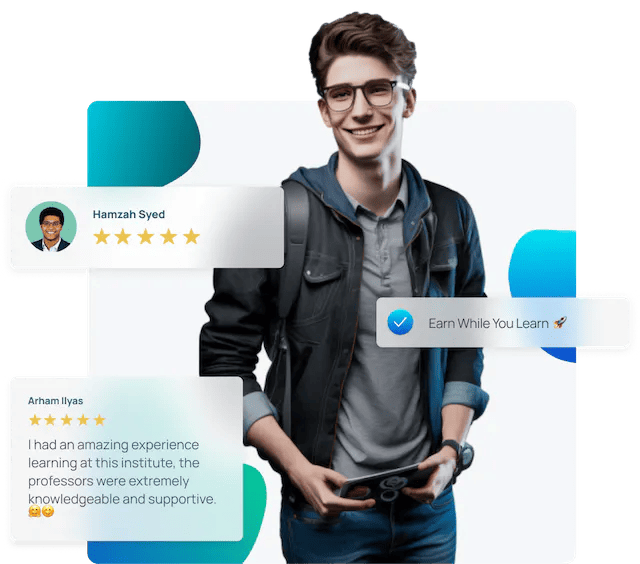 Hamzah Syed
Earn While You Learn 🚀
Arham Ilyas
I had an amazing experience
learning at this institute, the
professors were extremely
knowledgeable and supportive.
🤗😊